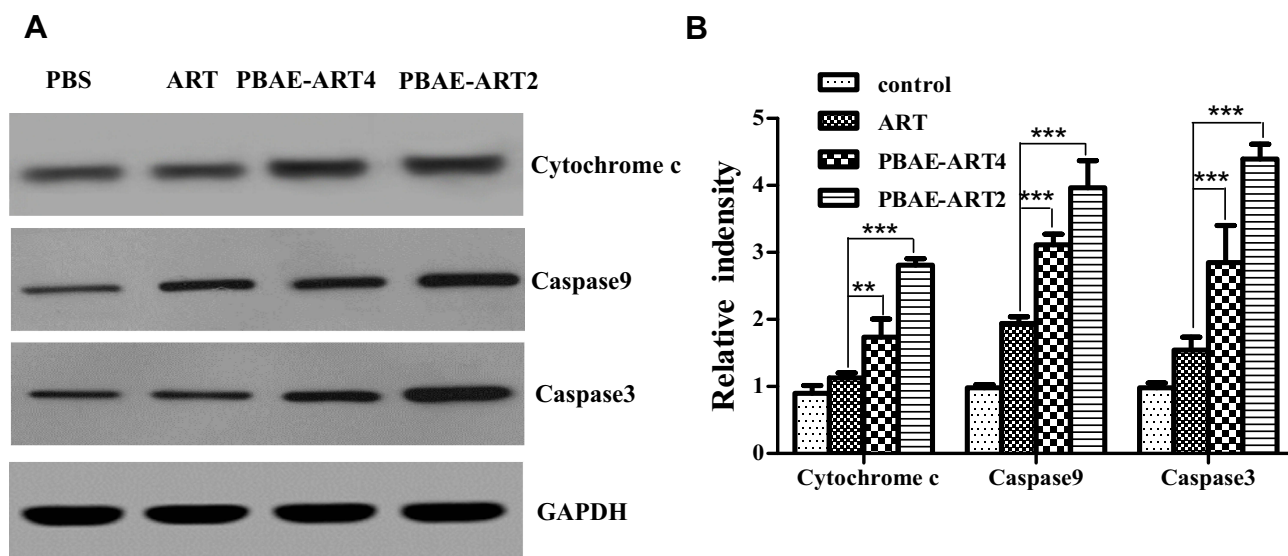 A
PBS ART PBAE-ART4 PBAE-ART2
Cytochrome c
Caspase9
Caspase3
GAPDH
B
control
ART
PBAE-ART4
PBAE-ART2
Relative indensity
5
4
3
2
1
0
** ***
*** ***
*** ***
Cytochrome c Caspase9 Caspase3